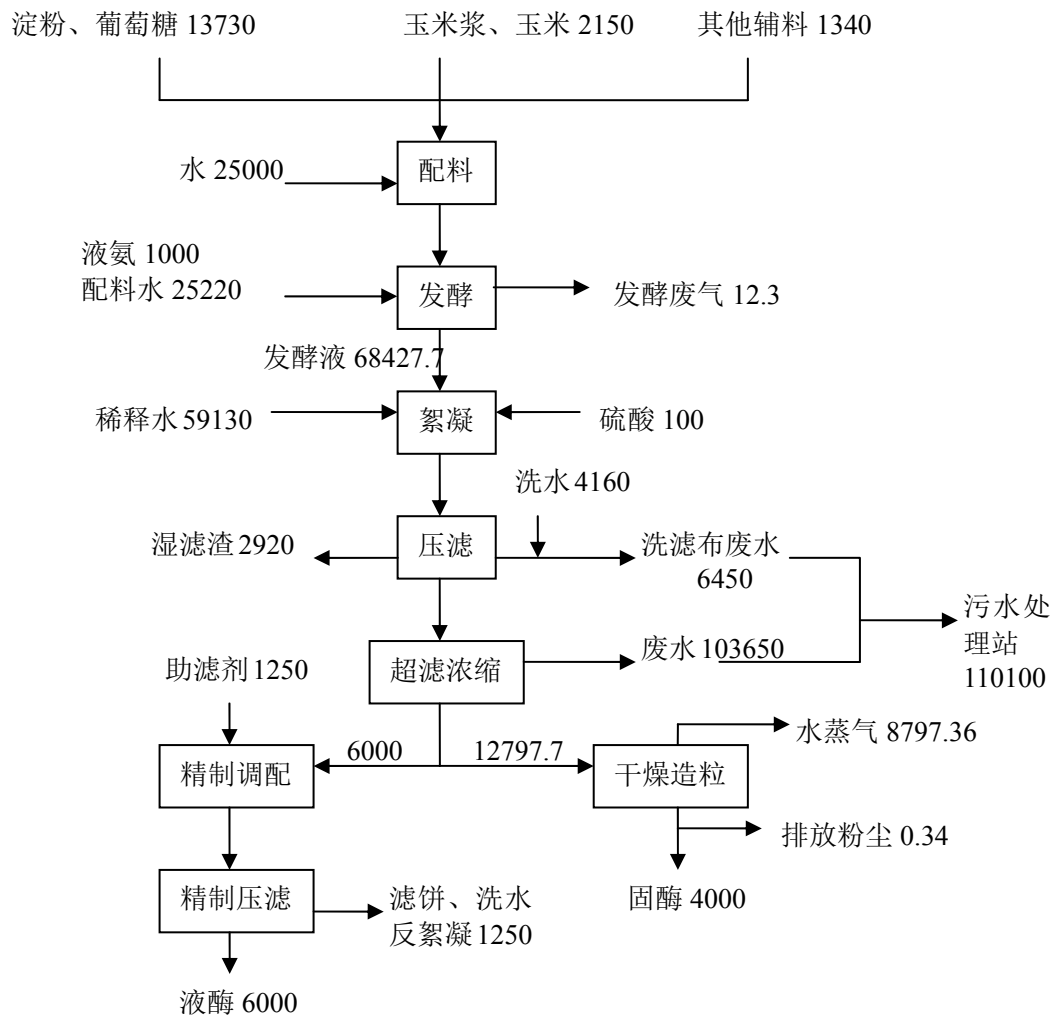 淀粉、葡萄糖 13730
玉米浆、玉米 2150
其他辅料 1340
水 25000
配料
液氨 1000
配料水 25220
发酵
发酵废气 12.3
发酵液 68427.7
稀释水 59130
絮凝
硫酸 100
洗水 4160
湿滤渣 2920
压滤
洗滤布废水
6450
污水处
理站
110100
助滤剂 1250
超滤浓缩
废水 103650
水蒸气 8797.36
6000
12797.7
精制调配
干燥造粒
排放粉尘 0.34
精制压滤
滤饼、洗水
反絮凝 1250
固酶 4000
液酶 6000